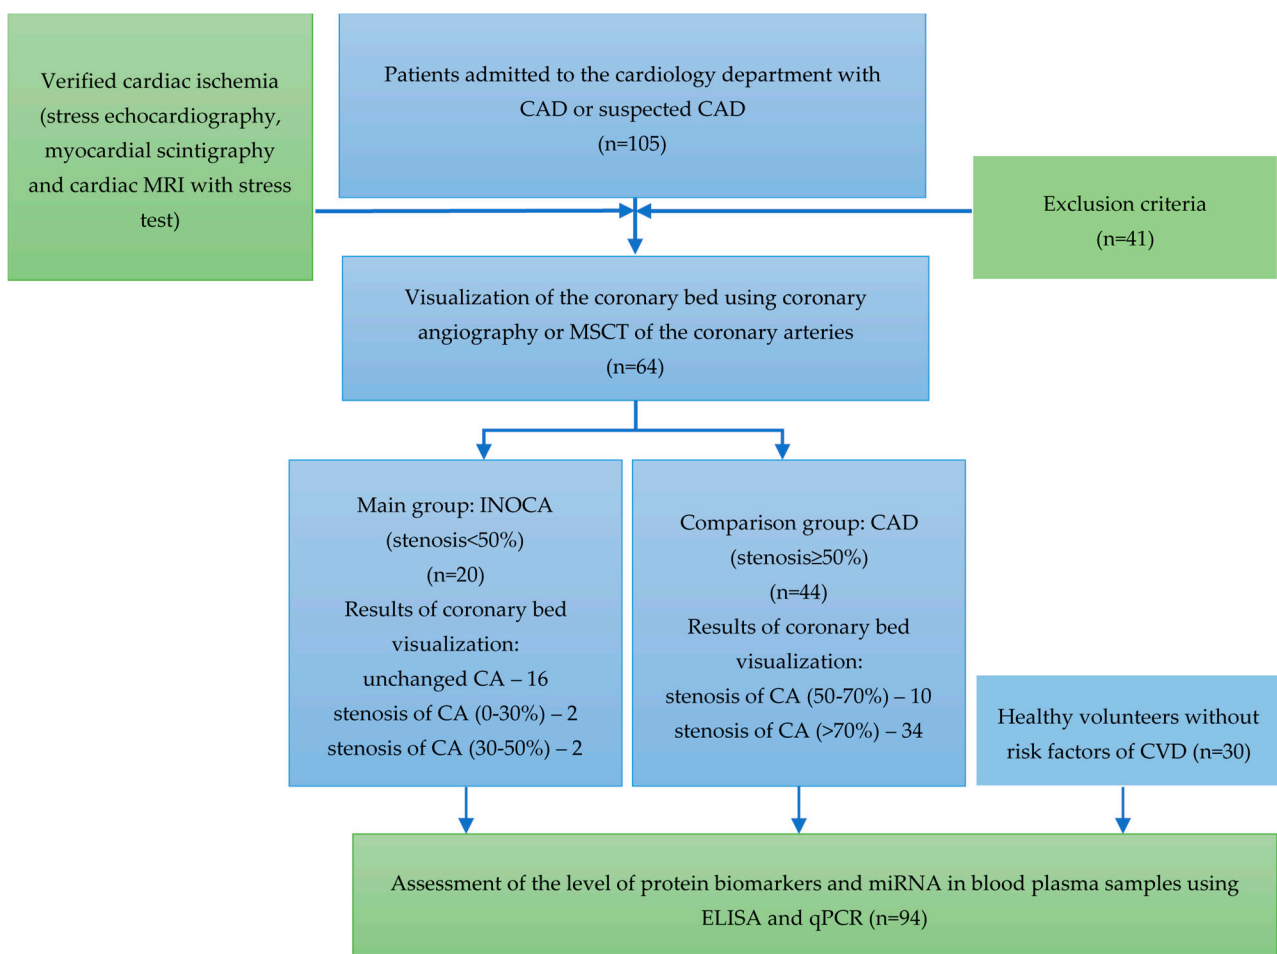 Verified cardiac ischemia
(stress echocardiography,
myocardial scintigraphy
and cardiac MRI with stress
test)
Patients admitted to the cardiology department with
CAD or suspected CAD
(n=105)
Exclusion criteria
(n=41)
Visualization of the coronary bed using coronary
angiography or MSCT of the coronary arteries
(n=64)
Main group: INOCA
(stenosis<50%)
(n=20)
Results of coronary bed
visualization:
unchanged CA – 16
stenosis of CA (0-30%) – 2
stenosis of CA (30-50%) – 2
Comparison group: CAD
(stenosis≥50%)
(n=44)
Results of coronary bed
visualization:
stenosis of CA (50-70%) – 10
stenosis of CA (>70%) – 34
Healthy volunteers without
risk factors of CVD (n=30)
Assessment of the level of protein biomarkers and miRNA in blood plasma samples using
ELISA and qPCR (n=94)